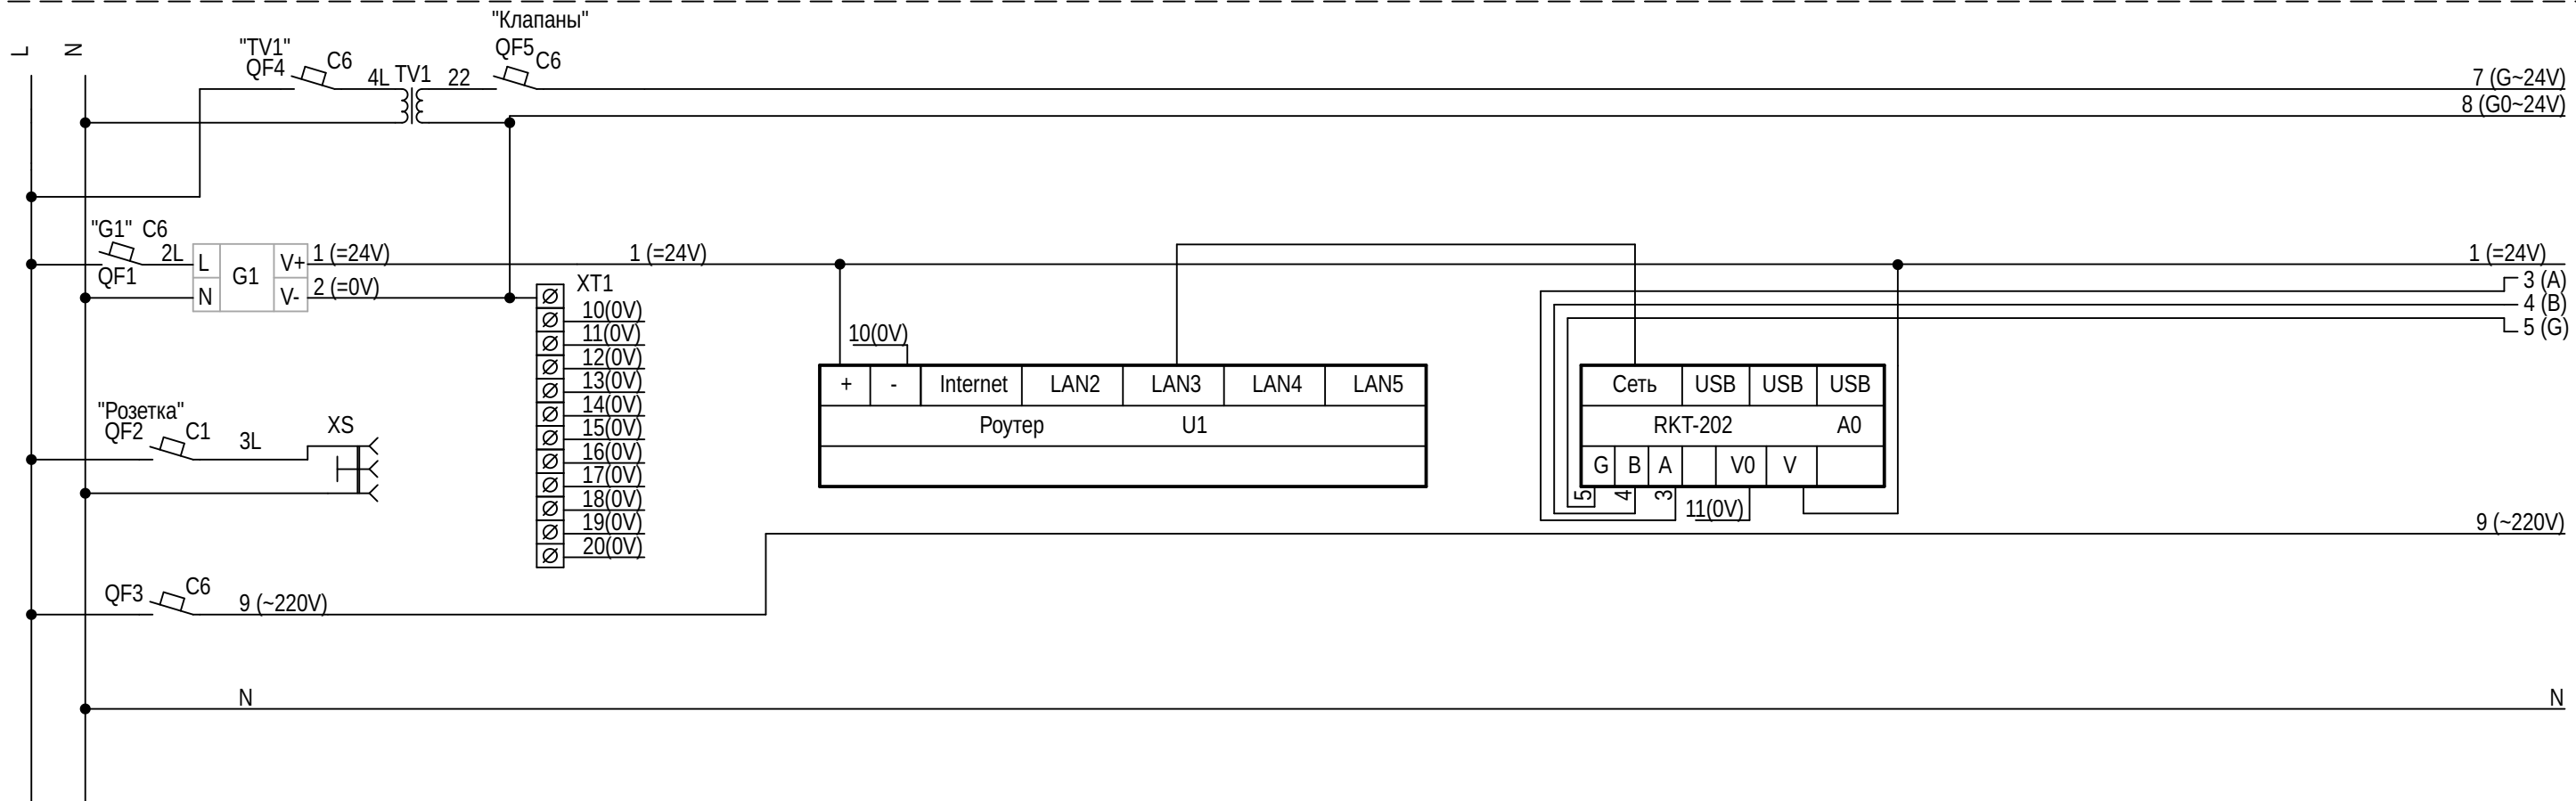 "Клапаны"
L
N
"TV1"
QF4
C6
4L
TV1
22
QF5
C6
7 (G~24V)
8 (G0~24V)
"G1" C6
2L
QF1
L
N
G1
V+
V-
1 (=24V)
2 (=0V)
1 (=24V)
1 (=24V)
3 (A)
4 (B)
5 (G)
XT1
10(0V)
11(0V)
12(0V)
13(0V)
14(0V)
15(0V)
16(0V)
17(0V)
18(0V)
19(0V)
20(0V)
10(0V)
+ - Internet LAN2 LAN3 LAN4 LAN5
Роутер U1
Сеть USB USB USB
RKT-202 A0
G B A V0 V
5 4 3 11(0V)
"Розетка"
QF2
C1
3L
XS
9 (~220V)
QF3
C6
9 (~220V)
N
N